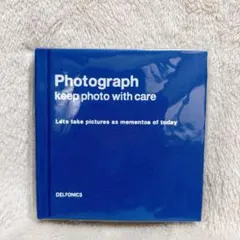 Photograph
keep photo with care
Lets take pictures as mementos of today
DELFONICS